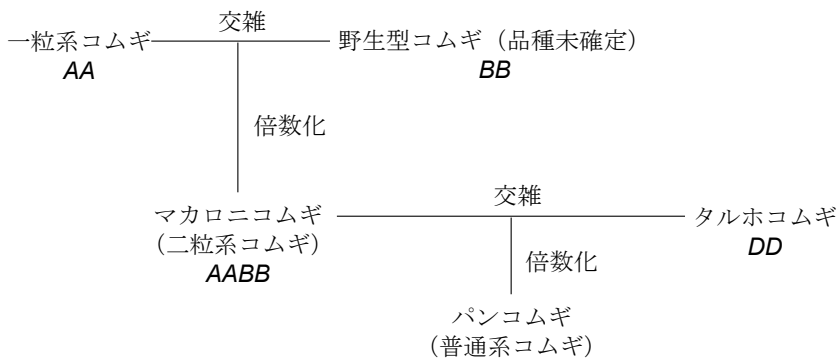 交雑
一粒系コムギ 野生型コムギ（品種未確定）
AA BB
倍数化
交雑
マカロニコムギ タルホコムギ
（二粒系コムギ） DD
AABB 倍数化
パンコムギ
（普通系コムギ）